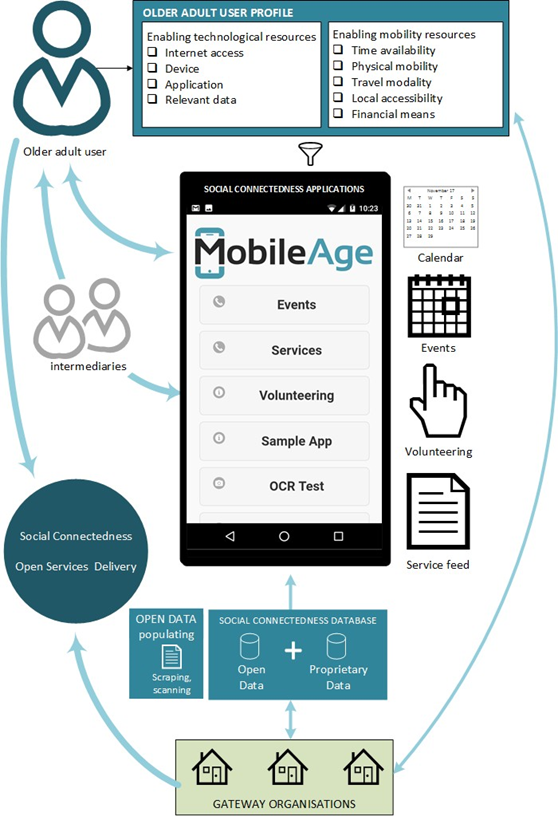 OLDER ADULT USER PROFILE
Enabling technological resources
Internet access
Device
Application
Relevant data
Enabling mobility resources
Time availability
Physical mobility
Travel modality
Local accessibility
Financial means
Older adult user
SOCIAL CONNECTEDNESS APPLICATIONS
10:23
MobileAge
Events
Services
Volunteering
Sample App
OCR Test
November 17
M T W T F S S
Calendar
Events
Volunteering
Service feed
intermediaries
Social Connectedness
Open Services Delivery
OPEN DATA
populating
Scraping,
scanning
SOCIAL CONNECTEDNESS DATABASE
Open
Data
+
Proprietary
Data
GATEWAY ORGANISATIONS